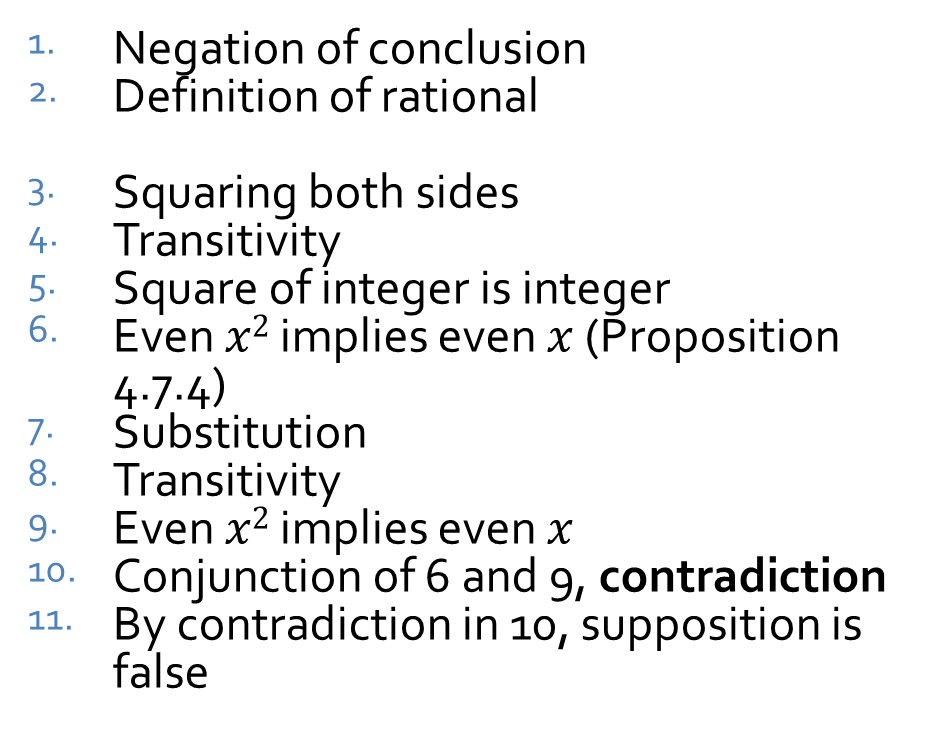 1. Negation of conclusion
2. Definition of rational
3. Squaring both sides
4. Transitivity
5. Square of integer is integer
6. Even x² implies even x (Proposition
4.7.4)
7. Substitution
8. Transitivity
9. Even x² implies even x
10. Conjunction of 6 and 9, contradiction
11. By contradiction in 10, supposition is
false